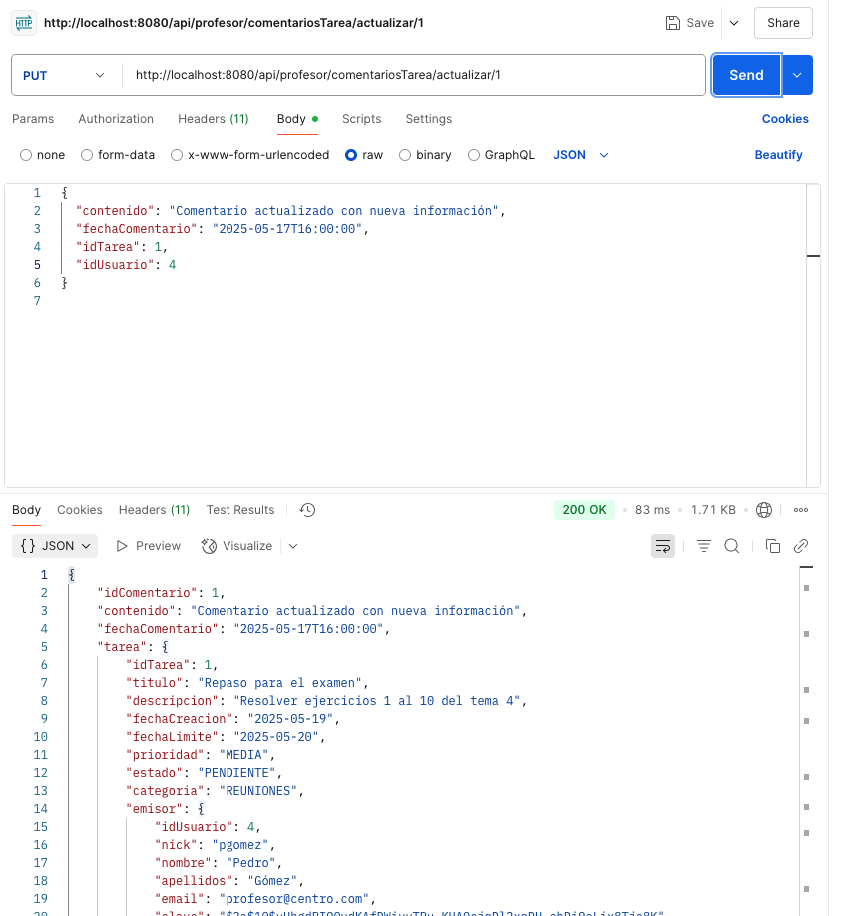 HTTP http://localhost:8080/api/profesor/comentariosTarea/actualizar/1 Save Share
PUT http://localhost:8080/api/profesor/comentariosTarea/actualizar/1 Send
Params Authorization Headers (11) Body Scripts Settings Cookies
none form-data x-www-form-urlencoded raw binary GraphQL JSON Beautify
1 {
2 "contenido": "Comentario actualizado con nueva información",
3 "fechaComentario": "2025-05-17T16:00:00",
4 "idTarea": 1,
5 "idUsuario": 4
6 }
7
Body Cookies Headers (11) Test Results 200 OK 83 ms 1.71 KB
{} JSON Preview Visualize
1 {
2 "idComentario": 1,
3 "contenido": "Comentario actualizado con nueva información",
4 "fechaComentario": "2025-05-17T16:00:00",
5 "tarea": {
6 "idTarea": 1,
7 "titulo": "Repaso para el examen",
8 "descripcion": "Resolver ejercicios 1 al 10 del tema 4",
9 "fechaCreacion": "2025-05-19",
10 "fechaLimite": "2025-05-20",
11 "prioridad": "MEDIA",
12 "estado": "PENDIENTE",
13 "categoria": "REUNIONES",
14 "emisor": {
15 "idUsuario": 4,
16 "nick": "pgomez",
17 "nombre": "Pedro",
18 "apellidos": "Gómez",
19 "email": "profesor@centro.com",